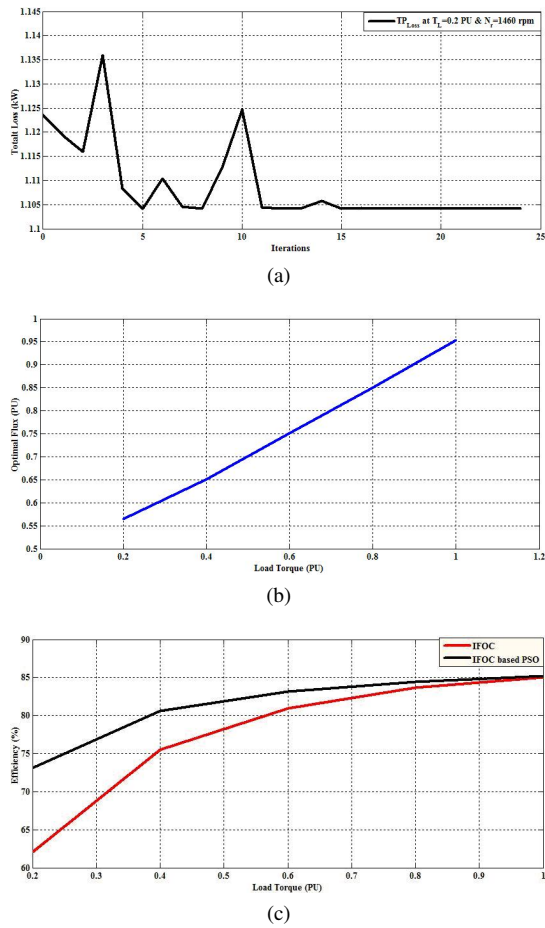 1.145
1.14
1.135
1.13
1.125
1.12
1.115
1.11
1.105
1.1
Totall Loss (kW)
TP_Loss at T_L=0.2 PU & N_r=1460 rpm
0 5 10 15 20 25
Iterations
(a)
1
0.95
0.9
0.85
0.8
0.75
0.7
0.65
0.6
0.55
0.5
Optimal Flux (PU)
0 0.2 0.4 0.6 0.8 1 1.2
Load Torque (PU)
(b)
90
85
80
75
70
65
60
Efficiency (%)
IFOC
IFOC based PSO
0.2 0.3 0.4 0.5 0.6 0.7 0.8 0.9 1
Load Torque (PU)
(c)